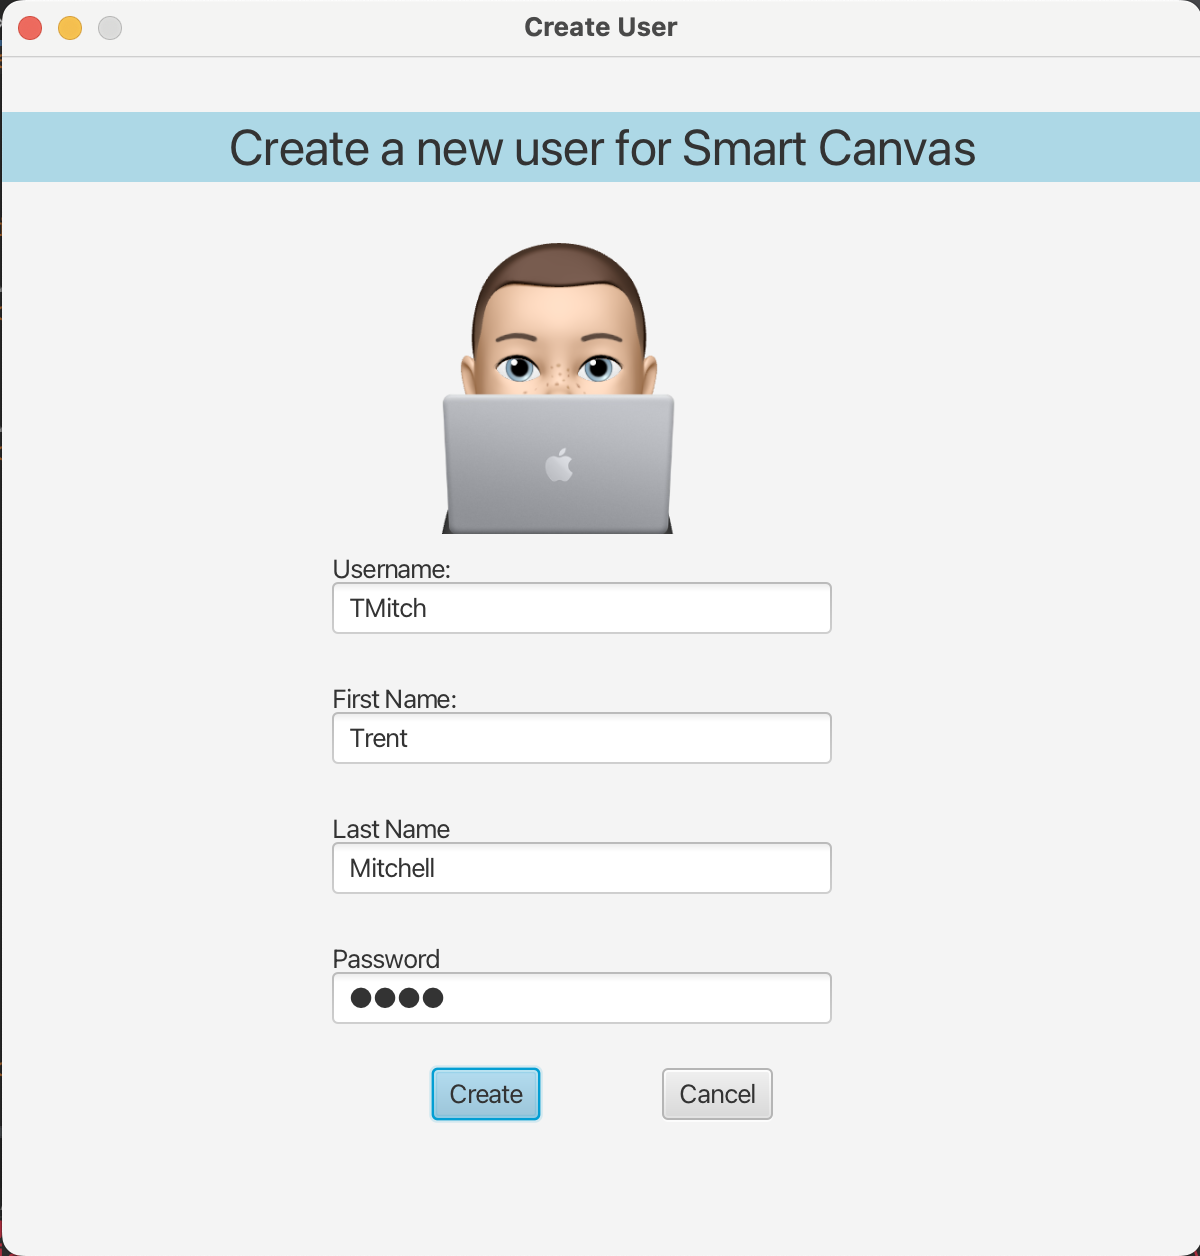 Create User
Create a new user for Smart Canvas
Username:
TMitch
First Name:
Trent
Last Name
Mitchell
Password
●●●●
Create Cancel